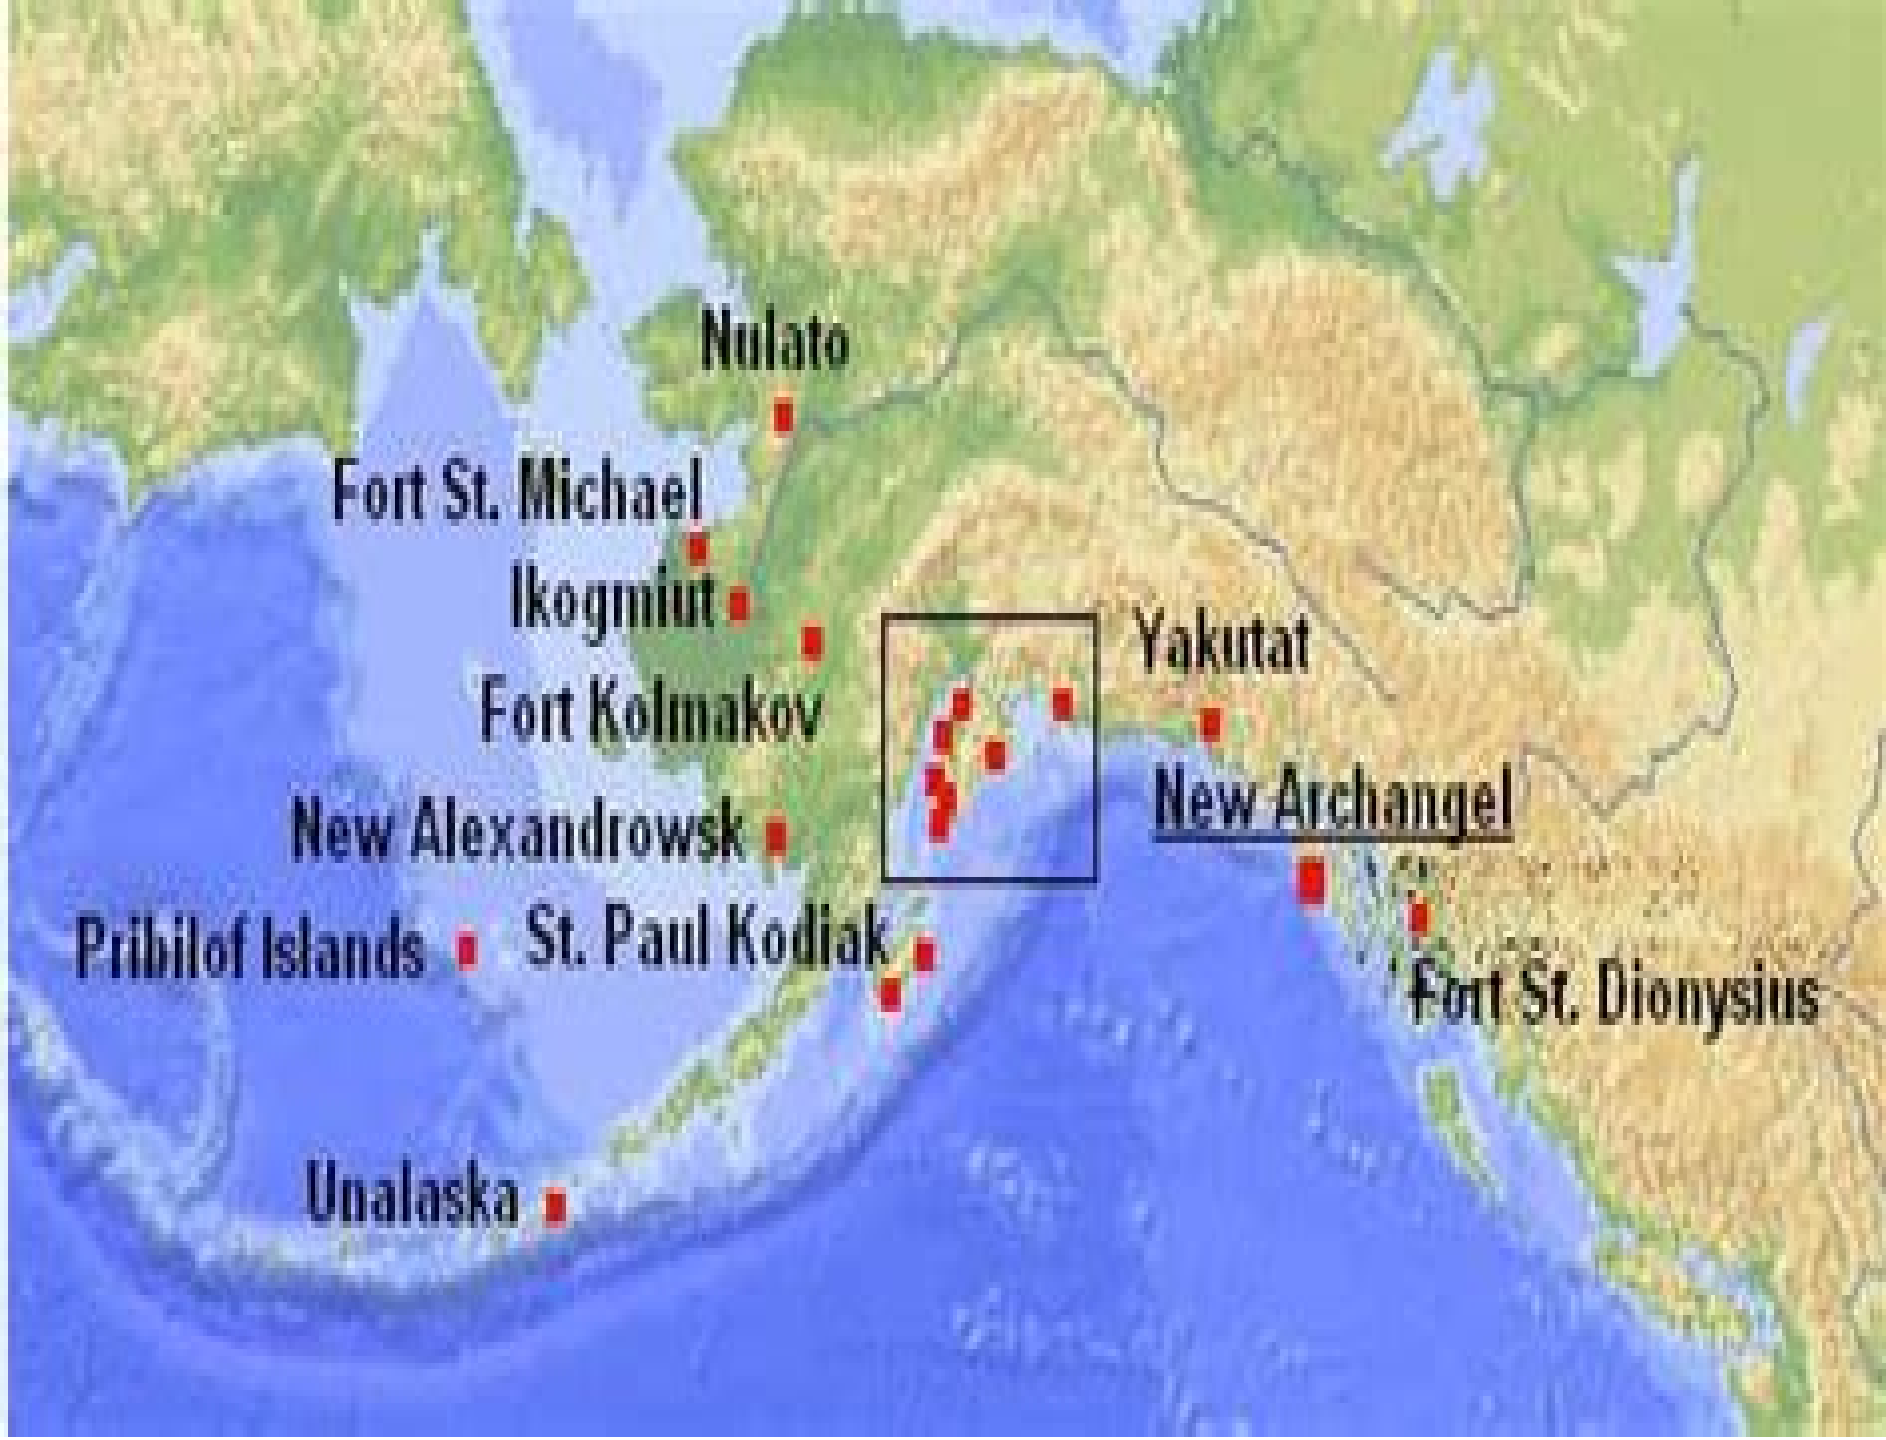 Nulato
Fort St. Michael
Ikogmiut
Yakutat
Fort Kolmakov
New Archangel
New Alexandrowsk
Pribilof Islands
St. Paul Kodiak
Fort St. Dionysius
Unalaska